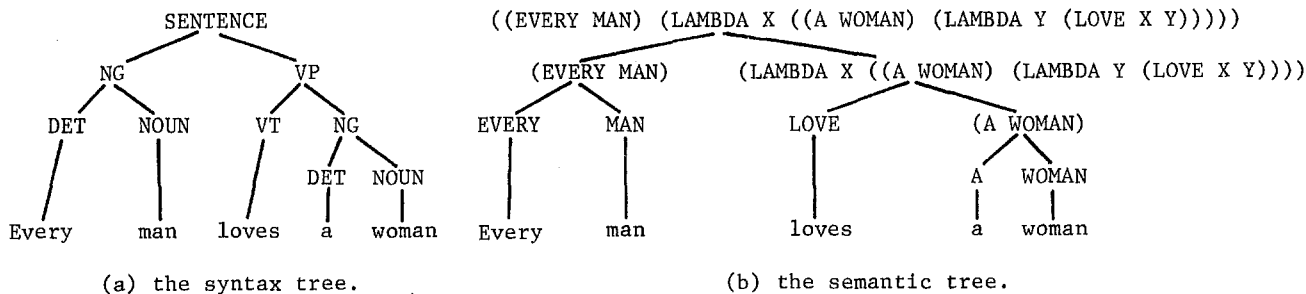 SENTENCE ((EVERY MAN) (LAMBDA X ((A WOMAN) (LAMBDA Y (LOVE X Y)))))
NG VP (EVERY MAN) (LAMBDA X ((A WOMAN) (LAMBDA Y (LOVE X Y))))
DET NOUN VT NG EVERY MAN LOVE (A WOMAN)
DET NOUN A WOMAN
Every man loves a woman Every man loves a woman
(a) the syntax tree. (b) the semantic tree.